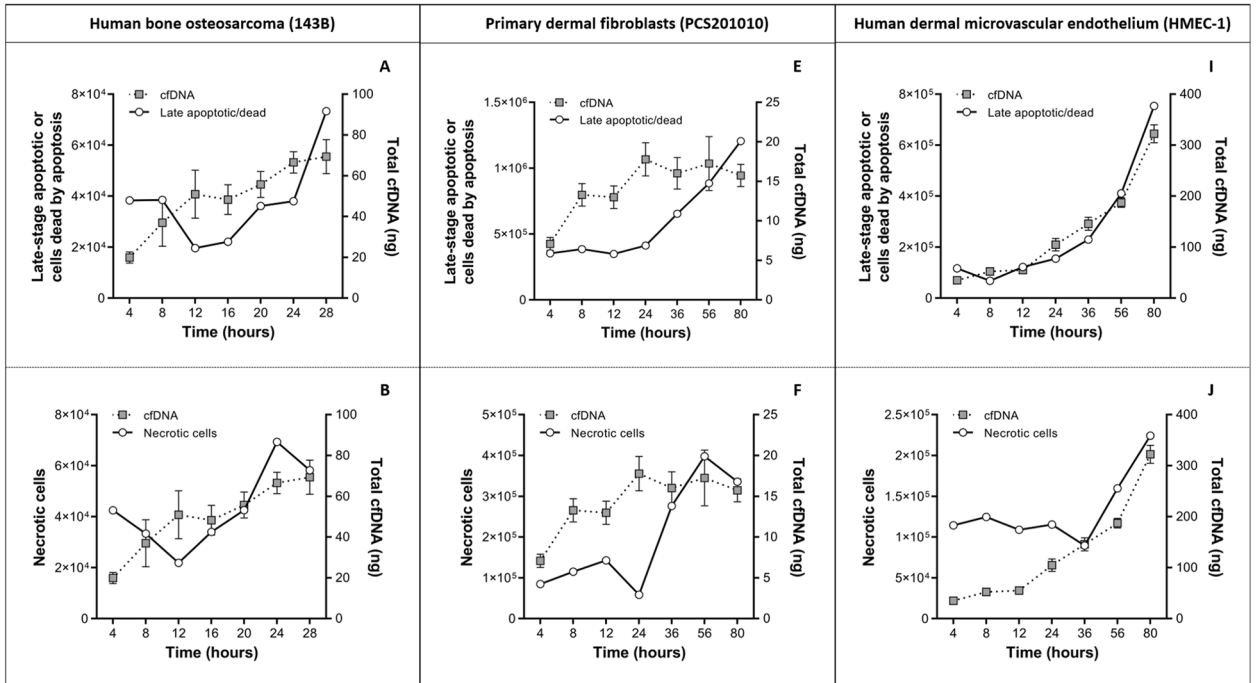 Human bone osteosarcoma (143B)
Primary dermal fibroblasts (PCS201010)
Human dermal microvascular endothelium (HMEC-1)
A
Late-stage apoptotic or
cells dead by apoptosis
8×10⁴
6×10⁴
4×10⁴
2×10⁴
0
cfDNA
Late apoptotic/dead
100
80
60
40
20
0
Total cfDNA (ng)
4 8 12 16 20 24 28
Time (hours)
E
Late-stage apoptotic or
cells dead by apoptosis
1.5×10⁶
1×10⁶
5×10⁵
0
cfDNA
Late apoptotic/dead
25
20
15
10
5
0
Total cfDNA (ng)
4 8 12 24 36 56 80
Time (hours)
I
Late-stage apoptotic or
cells dead by apoptosis
8×10⁵
6×10⁵
4×10⁵
2×10⁵
0
cfDNA
Late apoptotic/dead
400
300
200
100
0
Total cfDNA (ng)
4 8 12 24 36 56 80
Time (hours)
B
Necrotic cells
8×10⁴
6×10⁴
4×10⁴
2×10⁴
0
cfDNA
Necrotic cells
100
80
60
40
20
0
Total cfDNA (ng)
4 8 12 16 20 24 28
Time (hours)
F
Necrotic cells
5×10⁵
4×10⁵
3×10⁵
2×10⁵
1×10⁵
0
cfDNA
Necrotic cells
25
20
15
10
5
0
Total cfDNA (ng)
4 8 12 24 36 56 80
Time (hours)
J
Necrotic cells
2.5×10⁵
2×10⁵
1.5×10⁵
1×10⁵
5×10⁴
0
cfDNA
Necrotic cells
400
300
200
100
0
Total cfDNA (ng)
4 8 12 24 36 56 80
Time (hours)